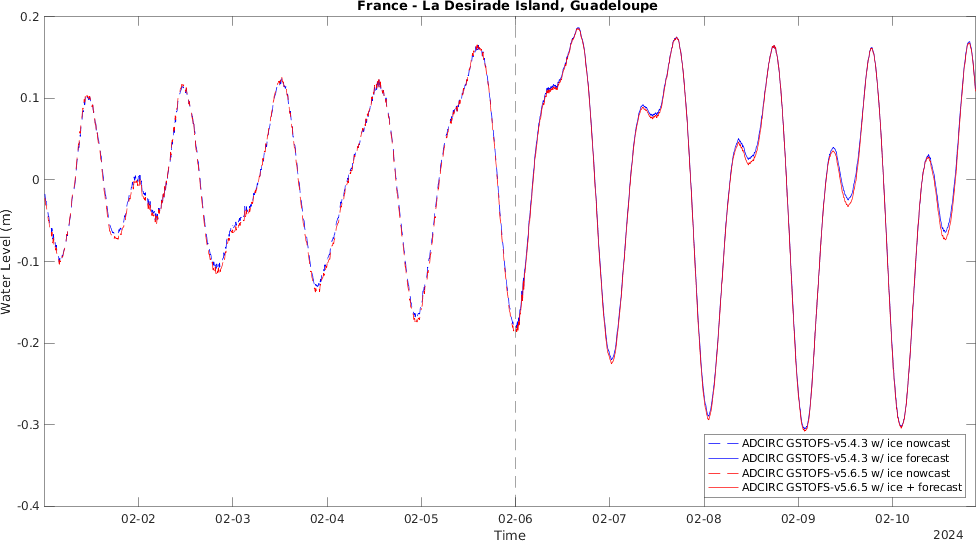 France - La Desirade Island, Guadeloupe
0.2
0.1
0
-0.1
-0.2
-0.3
-0.4
Water Level (m)
ADCIRC GSTOFS-v5.4.3 w/ ice nowcast
ADCIRC GSTOFS-v5.4.3 w/ ice forecast
ADCIRC GSTOFS-v5.6.5 w/ ice nowcast
ADCIRC GSTOFS-v5.6.5 w/ ice + forecast
02-02 02-03 02-04 02-05 02-06 02-07 02-08 02-09 02-10
Time
2024